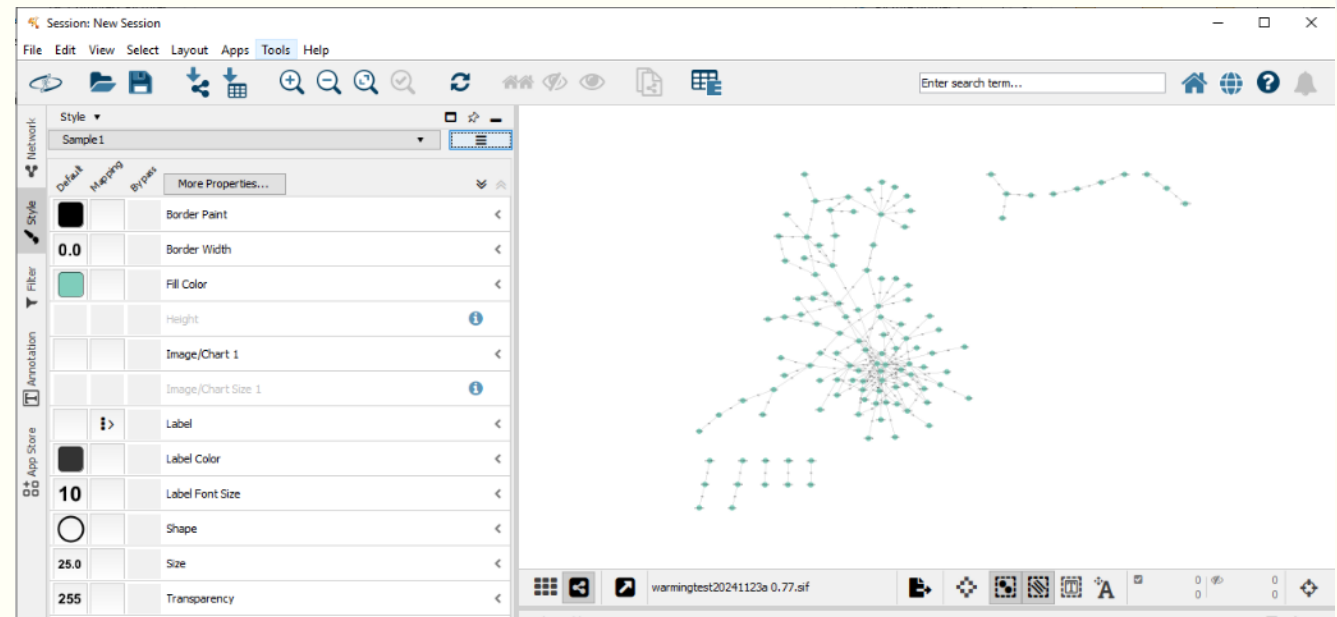 Session: New Session
File Edit View Select Layout Apps Tools Help
Enter search term...
Network
Style
Filter
Annotation
App Store
Style
Sample1
Default
Mapping
Bypass
More Properties...
Border Paint
0.0 Border Width
Fill Color
Height
Image/Chart 1
Image/Chart Size 1
Label
Label Color
10 Label Font Size
Shape
25.0 Size
255 Transparency
warmingtest20241123a 0.77.sif
0 0
0 0